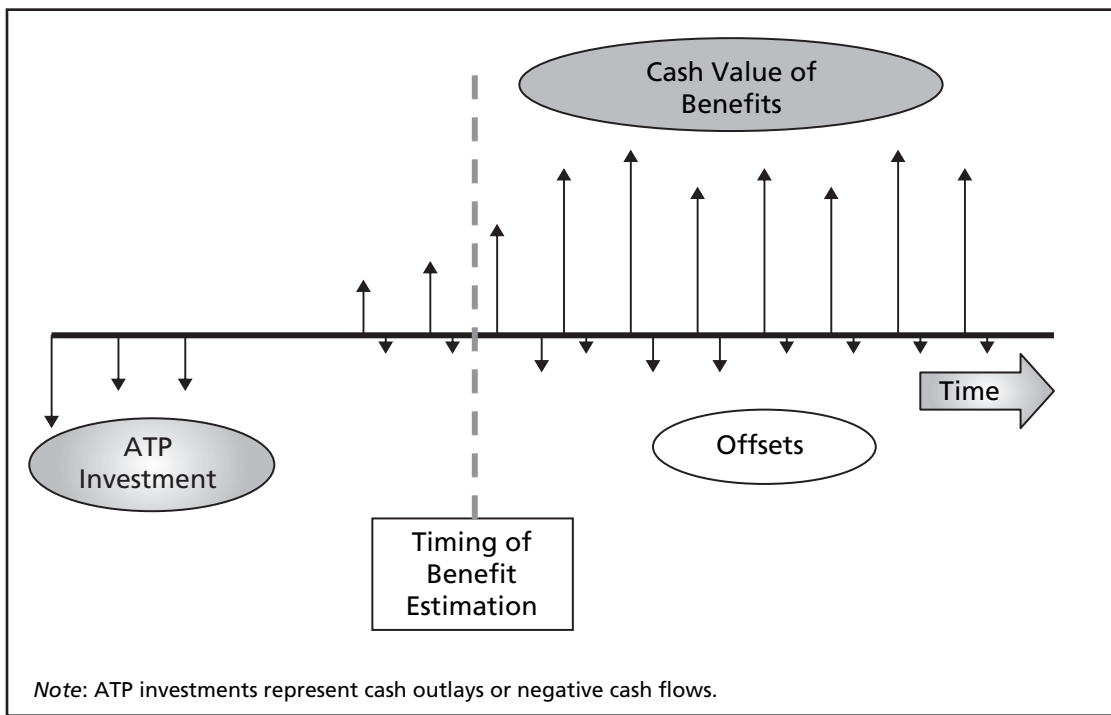 Cash Value of
Benefits
Time
ATP
Investment
Offsets
Timing of
Benefit
Estimation
Note: ATP investments represent cash outlays or negative cash flows.